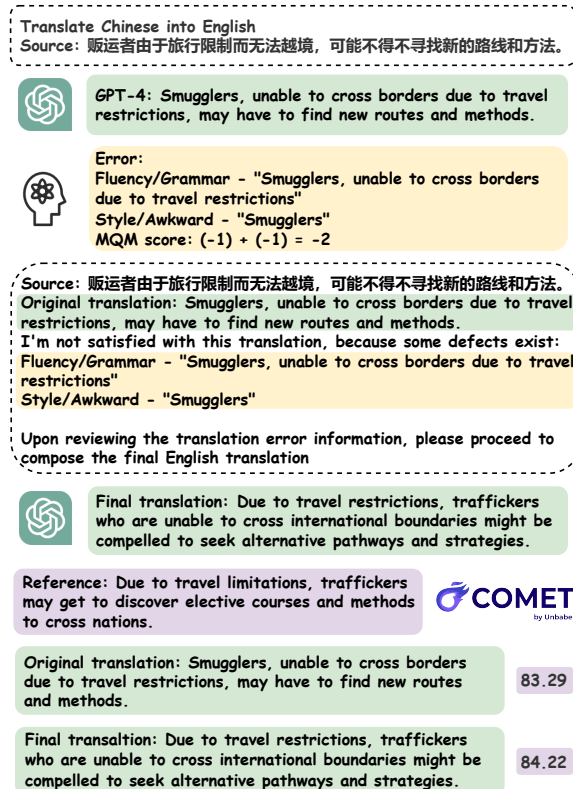 Translate Chinese into English
Source: 贩运者由于旅行限制而无法越境，可能不得不寻找新的路线和方法。
GPT-4: Smugglers, unable to cross borders due to travel
restrictions, may have to find new routes and methods.
Error:
Fluency/Grammar - "Smugglers, unable to cross borders
due to travel restrictions"
Style/Awkward - "Smugglers"
MQM score: (-1) + (-1) = -2
Source: 贩运者由于旅行限制而无法越境，可能不得不寻找新的路线和方法。
Original translation: Smugglers, unable to cross borders due to travel
restrictions, may have to find new routes and methods.
I'm not satisfied with this translation, because some defects exist:
Fluency/Grammar - "Smugglers, unable to cross borders due to travel
restrictions"
Style/Awkward - "Smugglers"
Upon reviewing the translation error information, please proceed to
compose the final English translation
Final translation: Due to travel restrictions, traffickers
who are unable to cross international boundaries might be
compelled to seek alternative pathways and strategies.
Reference: Due to travel limitations, traffickers
may get to discover elective courses and methods
to cross nations.
COMET
by Unbabe
Original translation: Smugglers, unable to cross borders
due to travel restrictions, may have to find new routes
and methods.
83.29
Final transaltion: Due to travel restrictions, traffickers
who are unable to cross international boundaries might be
compelled to seek alternative pathways and strategies.
84.22